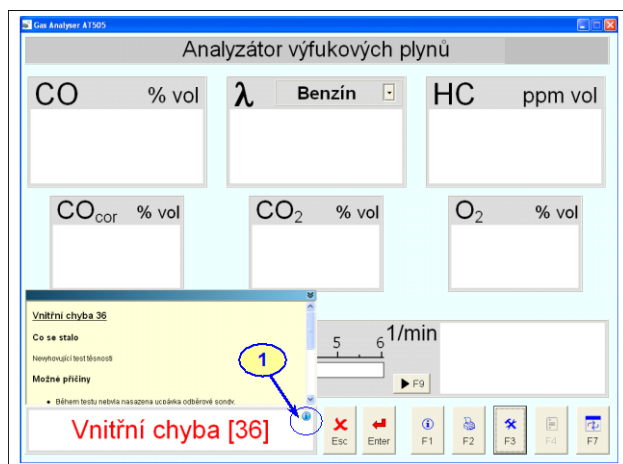 Gas Analyser AT505
Analyzátor výfukových plynů
CO % vol
λ Benzín
HC ppm vol
COcor % vol
CO2 % vol
O2 % vol
Vnitřní chyba 36
Co se stalo
Nevyhovující test těsnosti
Možné příčiny
• Během testu nebyla nasazena ucpávka odběrové sondy.
5 6 1/min
F9
1
Vnitřní chyba [36]
Esc Enter F1 F2 F3 F4 F7